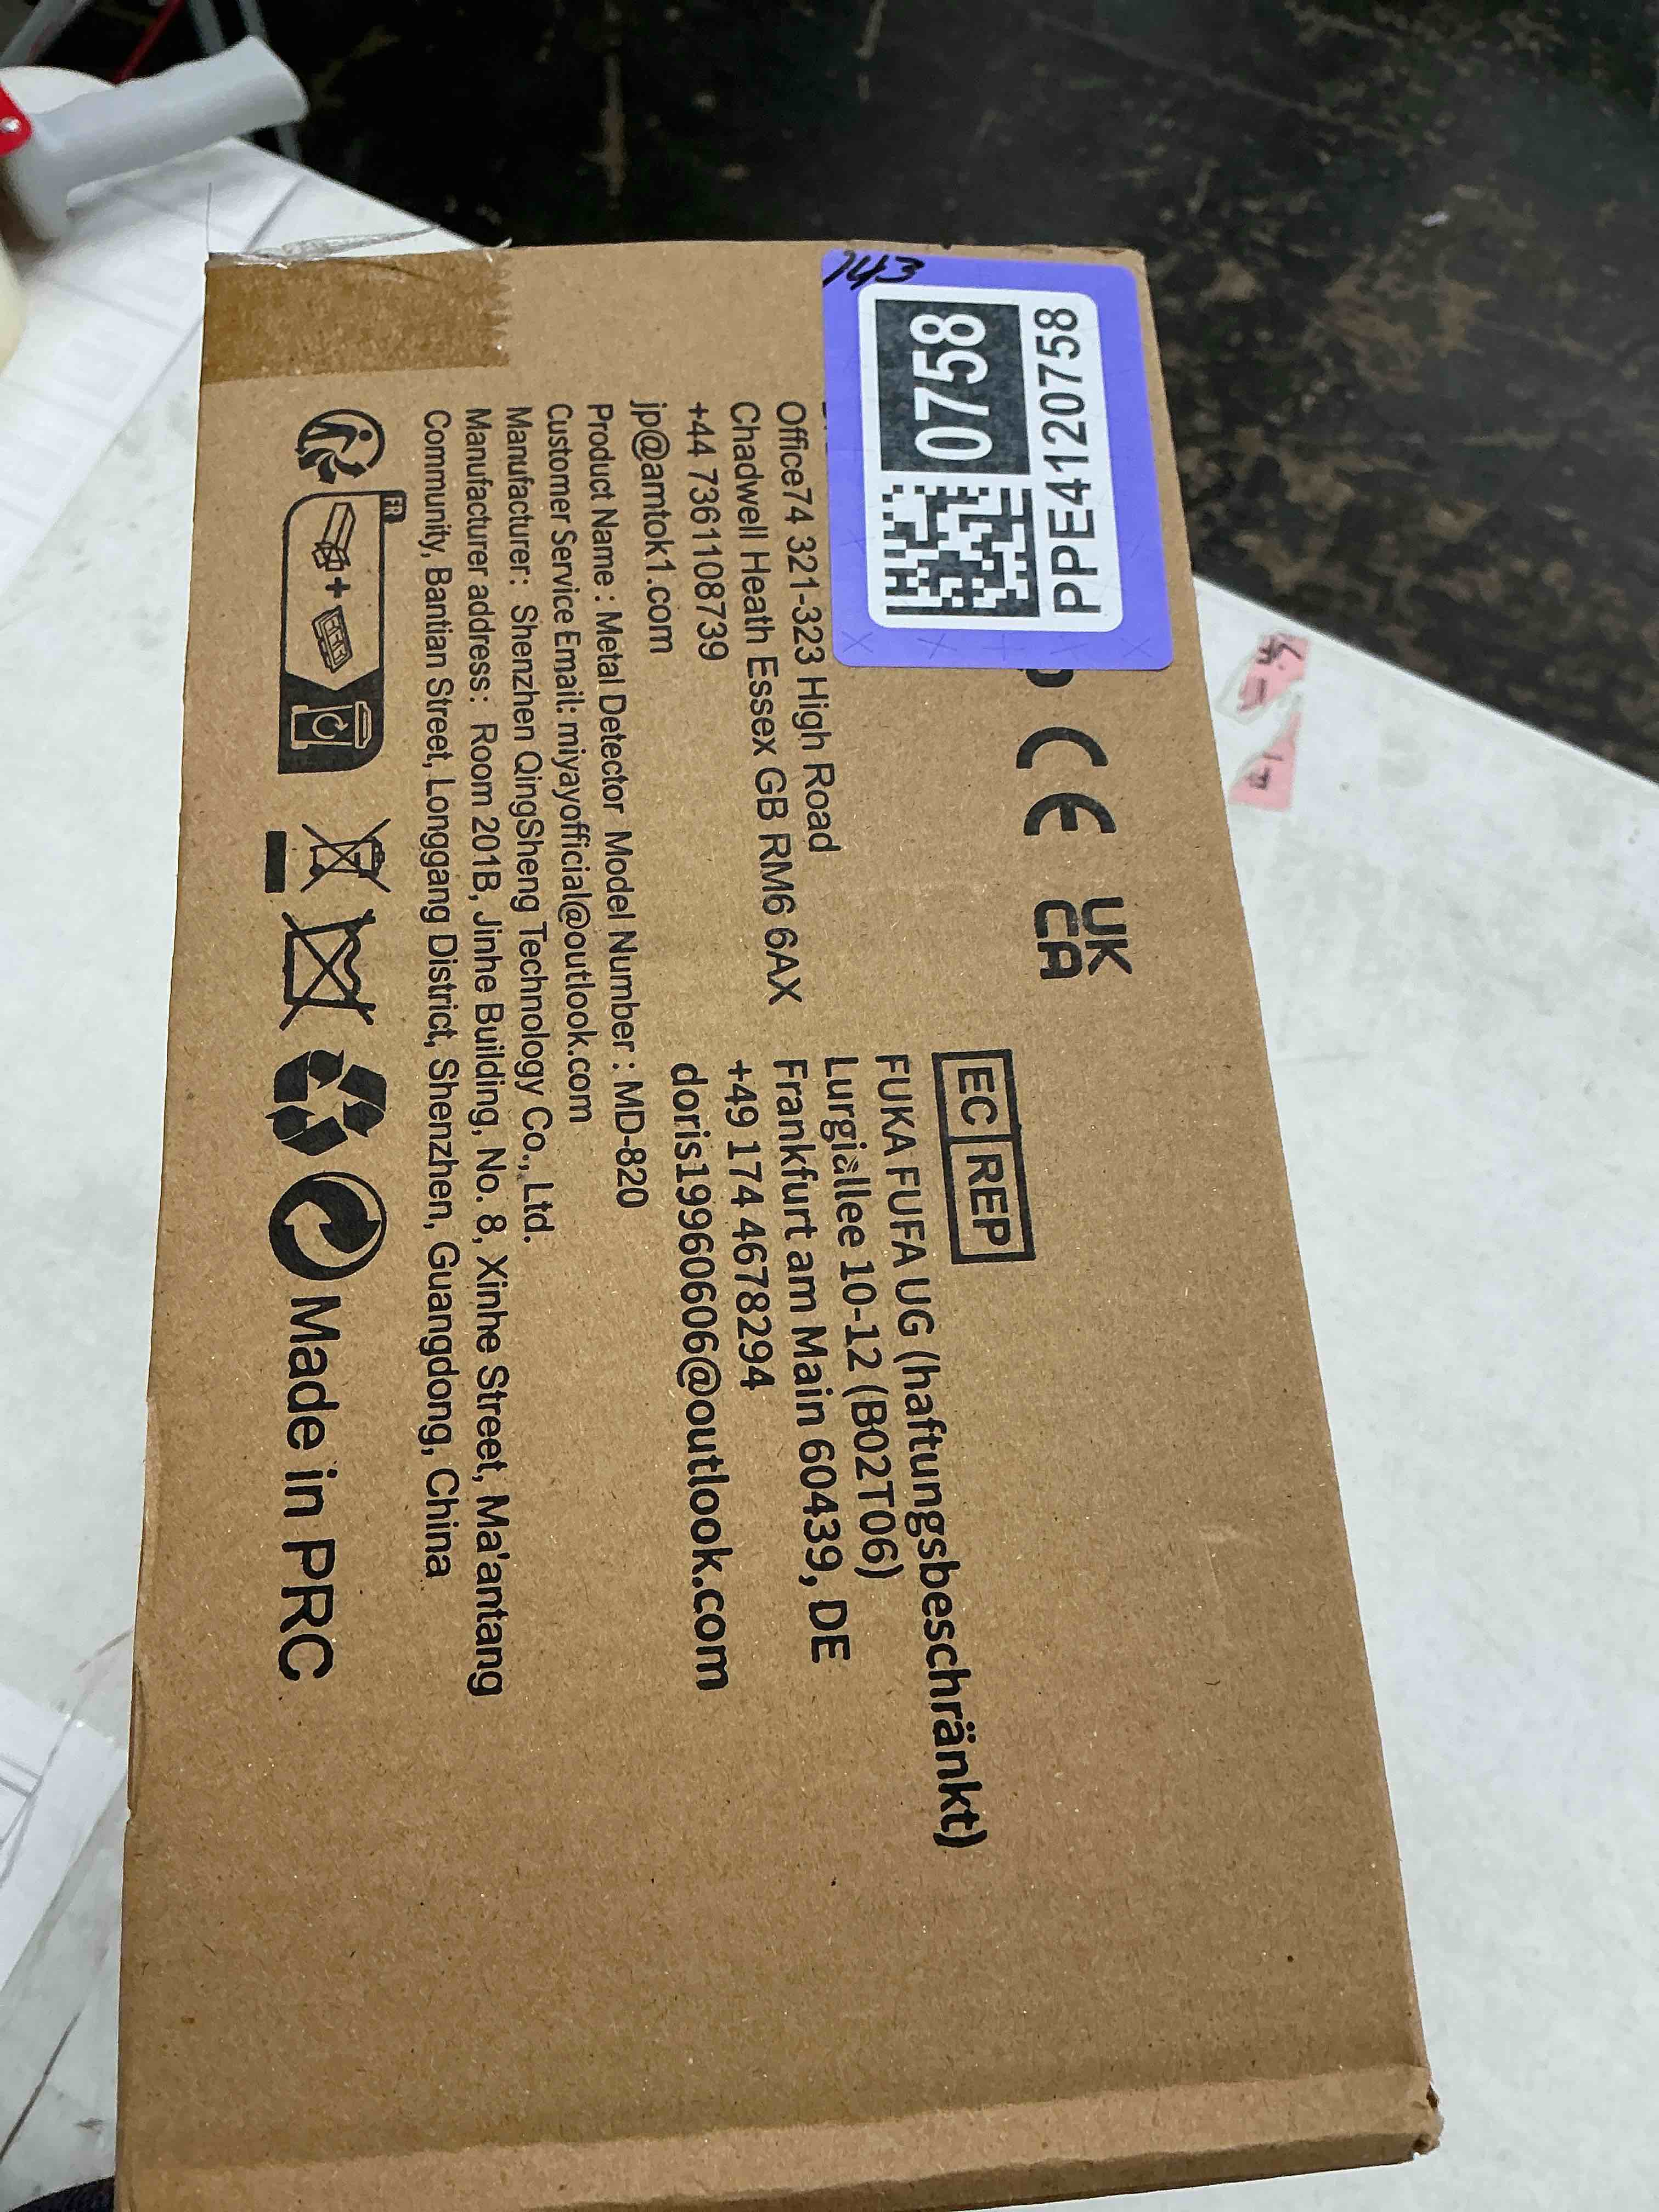 143
PPE4120758
0758
CE
UK
CA
Office74 321-323 High Road
Chadwell Heath Essex GB RM6 6AX
+44 7361108739
jp@amtok1.com
EC REP
FUKA FUFA UG (haftungsbeschränkt)
Lurgiallee 10-12 (B02T06)
Frankfurt am Main 60439, DE
+49 174 4678294
doris19960606@outlook.com
Product Name : Metal Detector Model Number : MD-820
Customer Service Email: miyayofficial@outlook.com
Manufacturer: Shenzhen QingSheng Technology Co., Ltd.
Manufacturer address: Room 201B, Jinhe Building, No. 8, Xinhe Street, Ma'antang
Community, Bantian Street, Longgang District, Shenzhen, Guangdong, China
FR
Made in PRC